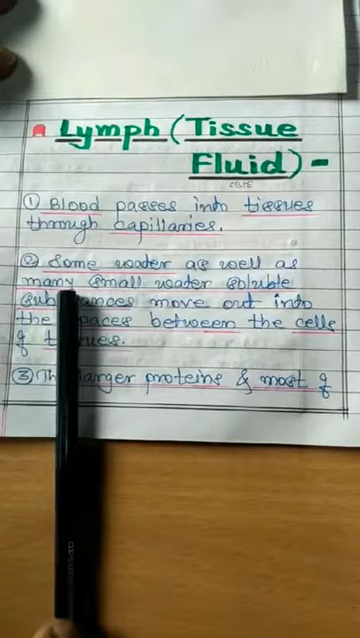 Lymph (Tissue
Fluid) -
① Blood passes into tissues
through capillaries.
② Some water as well as
many small water soluble
move out into
the between the cells
of
③ larger proteins & most of